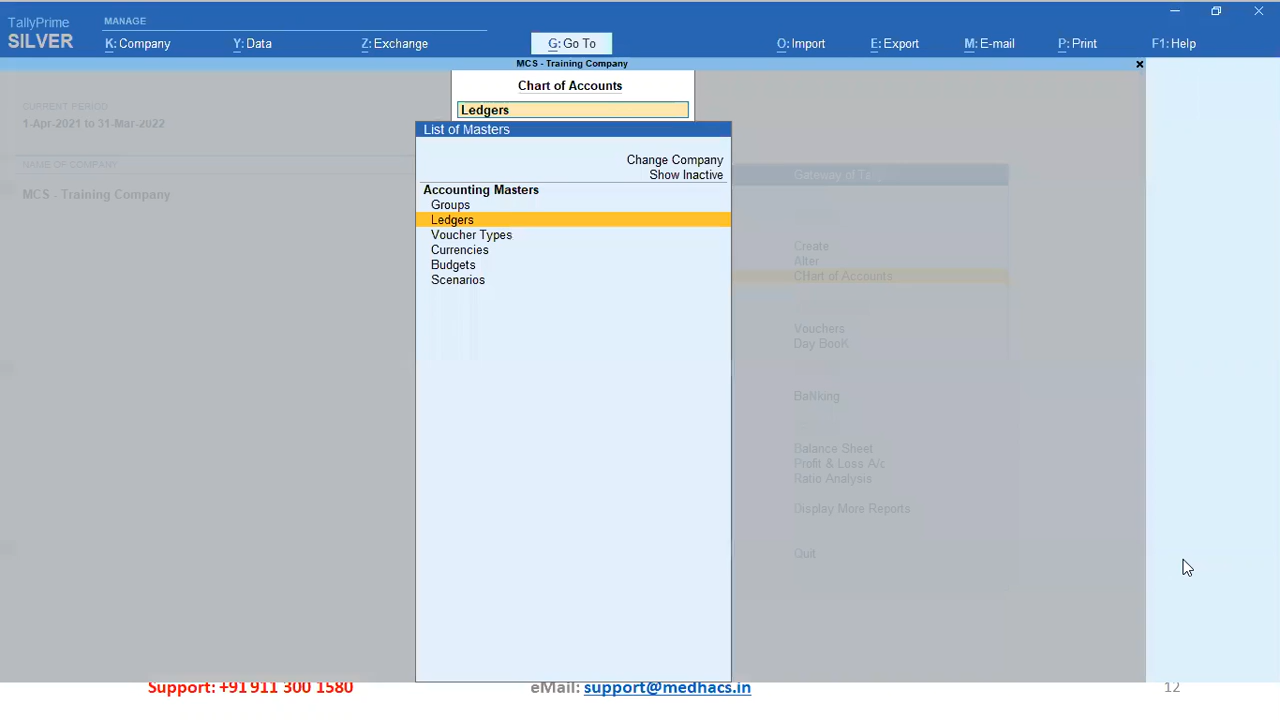 TallyPrime
MANAGE
SILVER
K: Company
Y: Data
Z: Exchange
G: Go To
O: Import
E: Export
M: E-mail
P: Print
F1: Help
MCS - Training Company
×
Chart of Accounts
Ledgers
List of Masters
Change Company
Show Inactive
Accounting Masters
Groups
Ledgers
Voucher Types
Currencies
Budgets
Scenarios
CURRENT PERIOD
1-Apr-2021 to 31-Mar-2022
NAME OF COMPANY
MCS - Training Company
Gateway of Ta
Create
Alter
CHart of Accounts
Vouchers
Day BooK
BaNking
Balance Sheet
Profit & Loss A/c
Ratio Analysis
Display More Reports
Quit
Support: +91 911 300 1580
eMail: support@medhacs.in
12